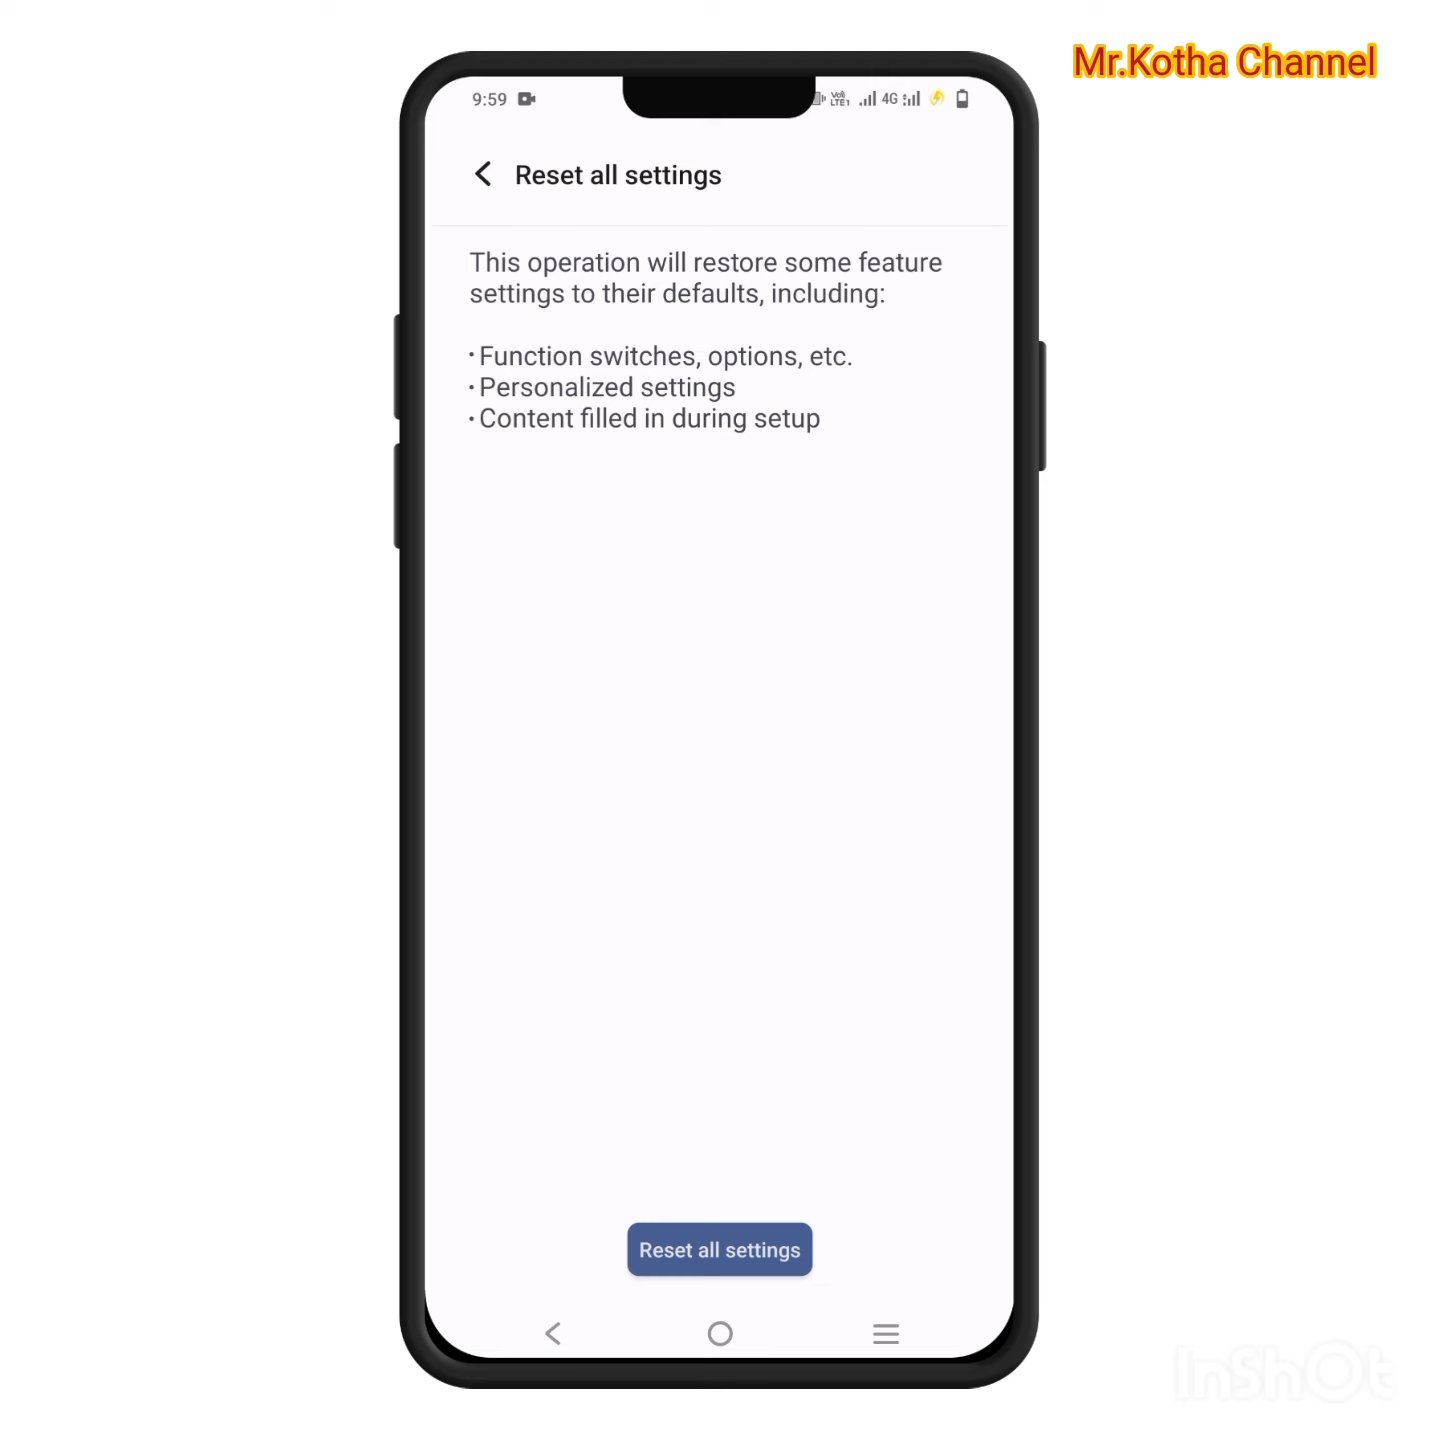 Mr.Kotha Channel
9:59
VoLTE1 4G
Reset all settings
This operation will restore some feature
settings to their defaults, including:
· Function switches, options, etc.
· Personalized settings
· Content filled in during setup
Reset all settings
InShOt